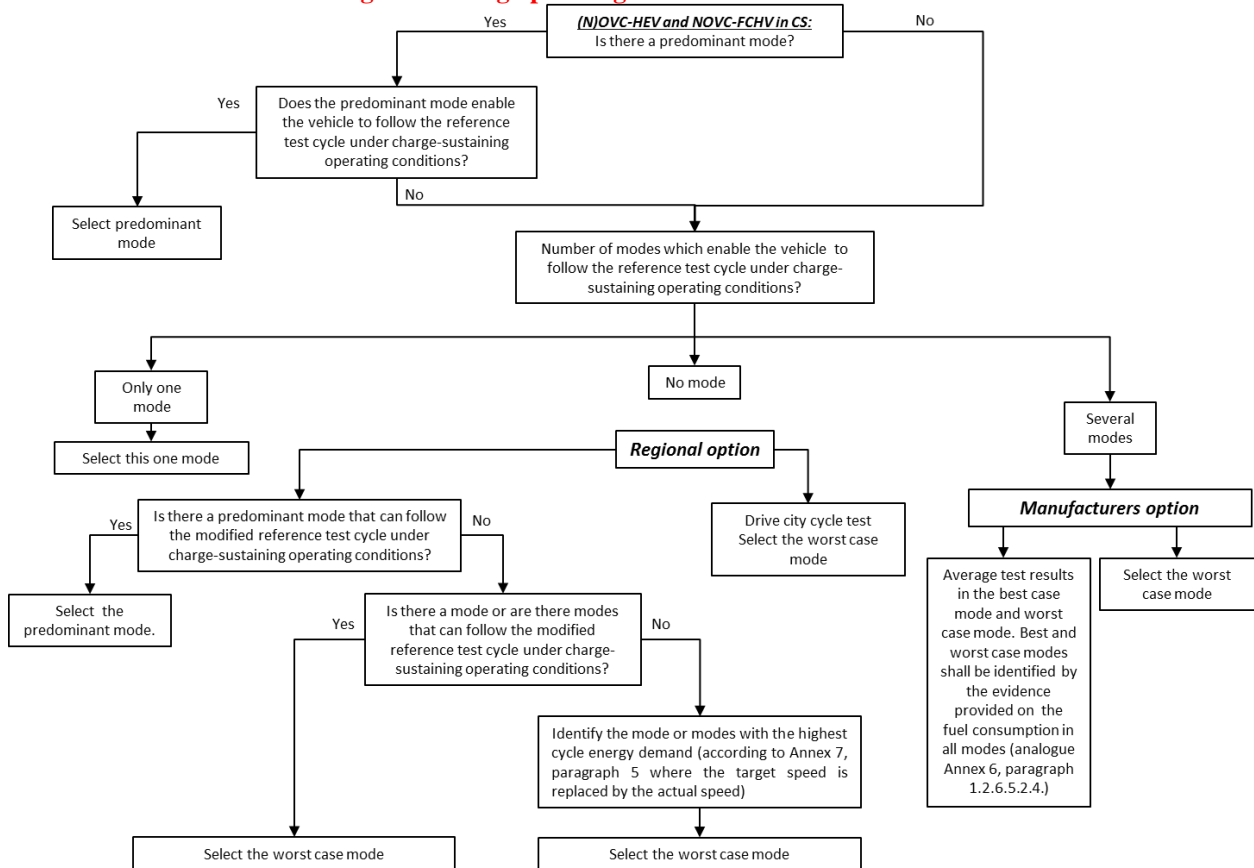 (N)OVC-HEV and NOVC-FCHV in CS:
Is there a predominant mode?
Yes
No
Does the predominant mode enable
the vehicle to follow the reference
test cycle under charge-sustaining
operating conditions?
Yes
No
Select predominant
mode
Number of modes which enable the vehicle to
follow the reference test cycle under charge-
sustaining operating conditions?
Only one
mode
No mode
Several
modes
Select this one mode
Regional option
Manufacturers option
Is there a predominant mode that can follow
the modified reference test cycle under
charge-sustaining operating conditions?
Yes
No
Drive city cycle test
Select the worst case
mode
Average test results
in the best case
mode and worst
case mode. Best and
worst case modes
shall be identified by
the evidence
provided on the
fuel consumption in
all modes (analogue
Annex 6, paragraph
1.2.6.5.2.4.)
Select the worst
case mode
Select the
predominant mode.
Is there a mode or are there modes
that can follow the modified
reference test cycle under charge-
sustaining operating conditions?
Yes
No
Identify the mode or modes with the highest
cycle energy demand (according to Annex 7,
paragraph 5 where the target speed is
replaced by the actual speed)
Select the worst case mode
Select the worst case mode